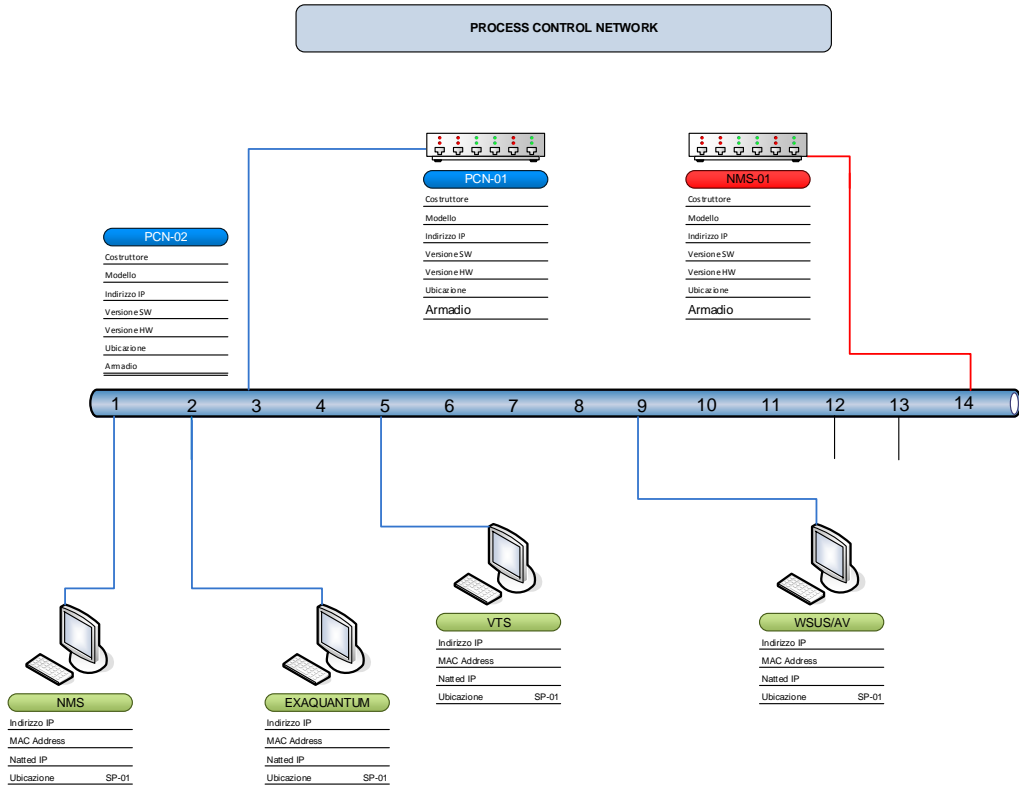 PROCESS CONTROL NETWORK
PCN-01
Costruttore
Modello
Indirizzo IP
Versione SW
Versione HW
Ubicazione
Armadio
NMS-01
Costruttore
Modello
Indirizzo IP
Versione SW
Versione HW
Ubicazione
Armadio
PCN-02
Costruttore
Modello
Indirizzo IP
Versione SW
Versione HW
Ubicazione
Armadio
1 2 3 4 5 6 7 8 9 10 11 12 13 14
NMS
Indirizzo IP
MAC Address
Natted IP
Ubicazione SP-01
EXAQUANTUM
Indirizzo IP
MAC Address
Natted IP
Ubicazione SP-01
VTS
Indirizzo IP
MAC Address
Natted IP
Ubicazione SP-01
WSUS/AV
Indirizzo IP
MAC Address
Natted IP
Ubicazione SP-01